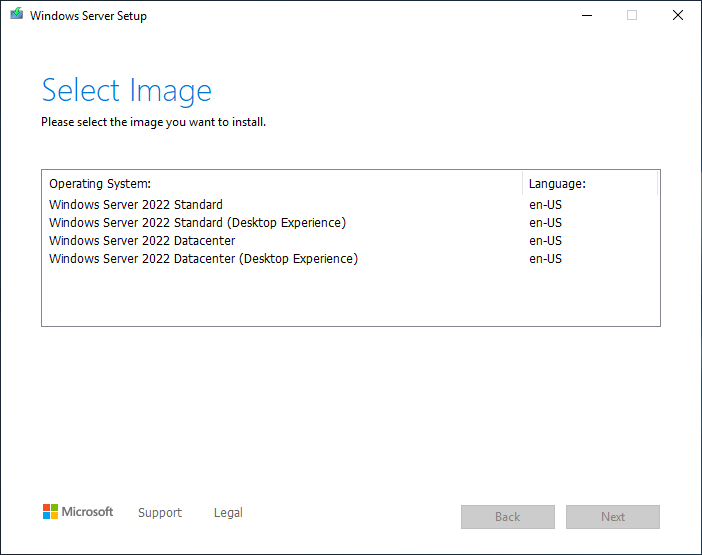 Windows Server Setup
Select Image
Please select the image you want to install.
Operating System: Language:
Windows Server 2022 Standard en-US
Windows Server 2022 Standard (Desktop Experience) en-US
Windows Server 2022 Datacenter en-US
Windows Server 2022 Datacenter (Desktop Experience) en-US
Microsoft Support Legal Back Next